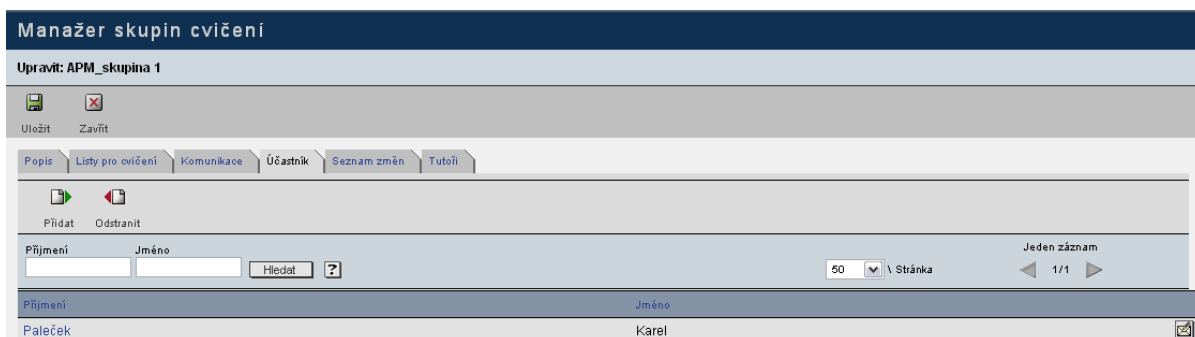 Manažer skupin cvičení
Upravit: APM_skupina 1
Uložit Zavřít
Popis Listy pro cvičení Komunikace Účastník Seznam změn Tutoři
Přidat Odstranit
Příjmení Jméno Jeden záznam
Hledat ? 50 \ Stránka 1/1
Příjmení Jméno
Paleček Karel